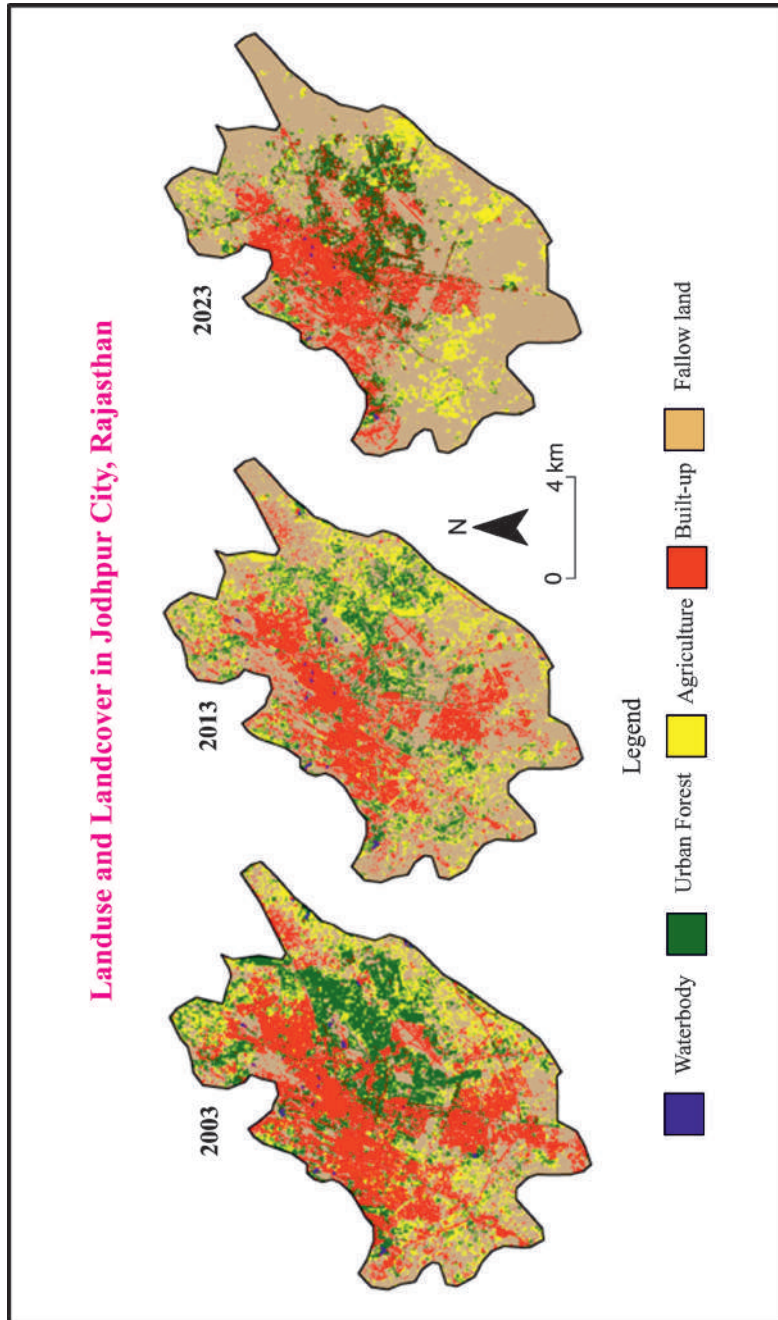 Landuse and Landcover in Jodhpur City, Rajasthan
2003
2013
2023
N
0
4 km
Legend
Waterbody
Urban Forest
Agriculture
Built-up
Fallow land